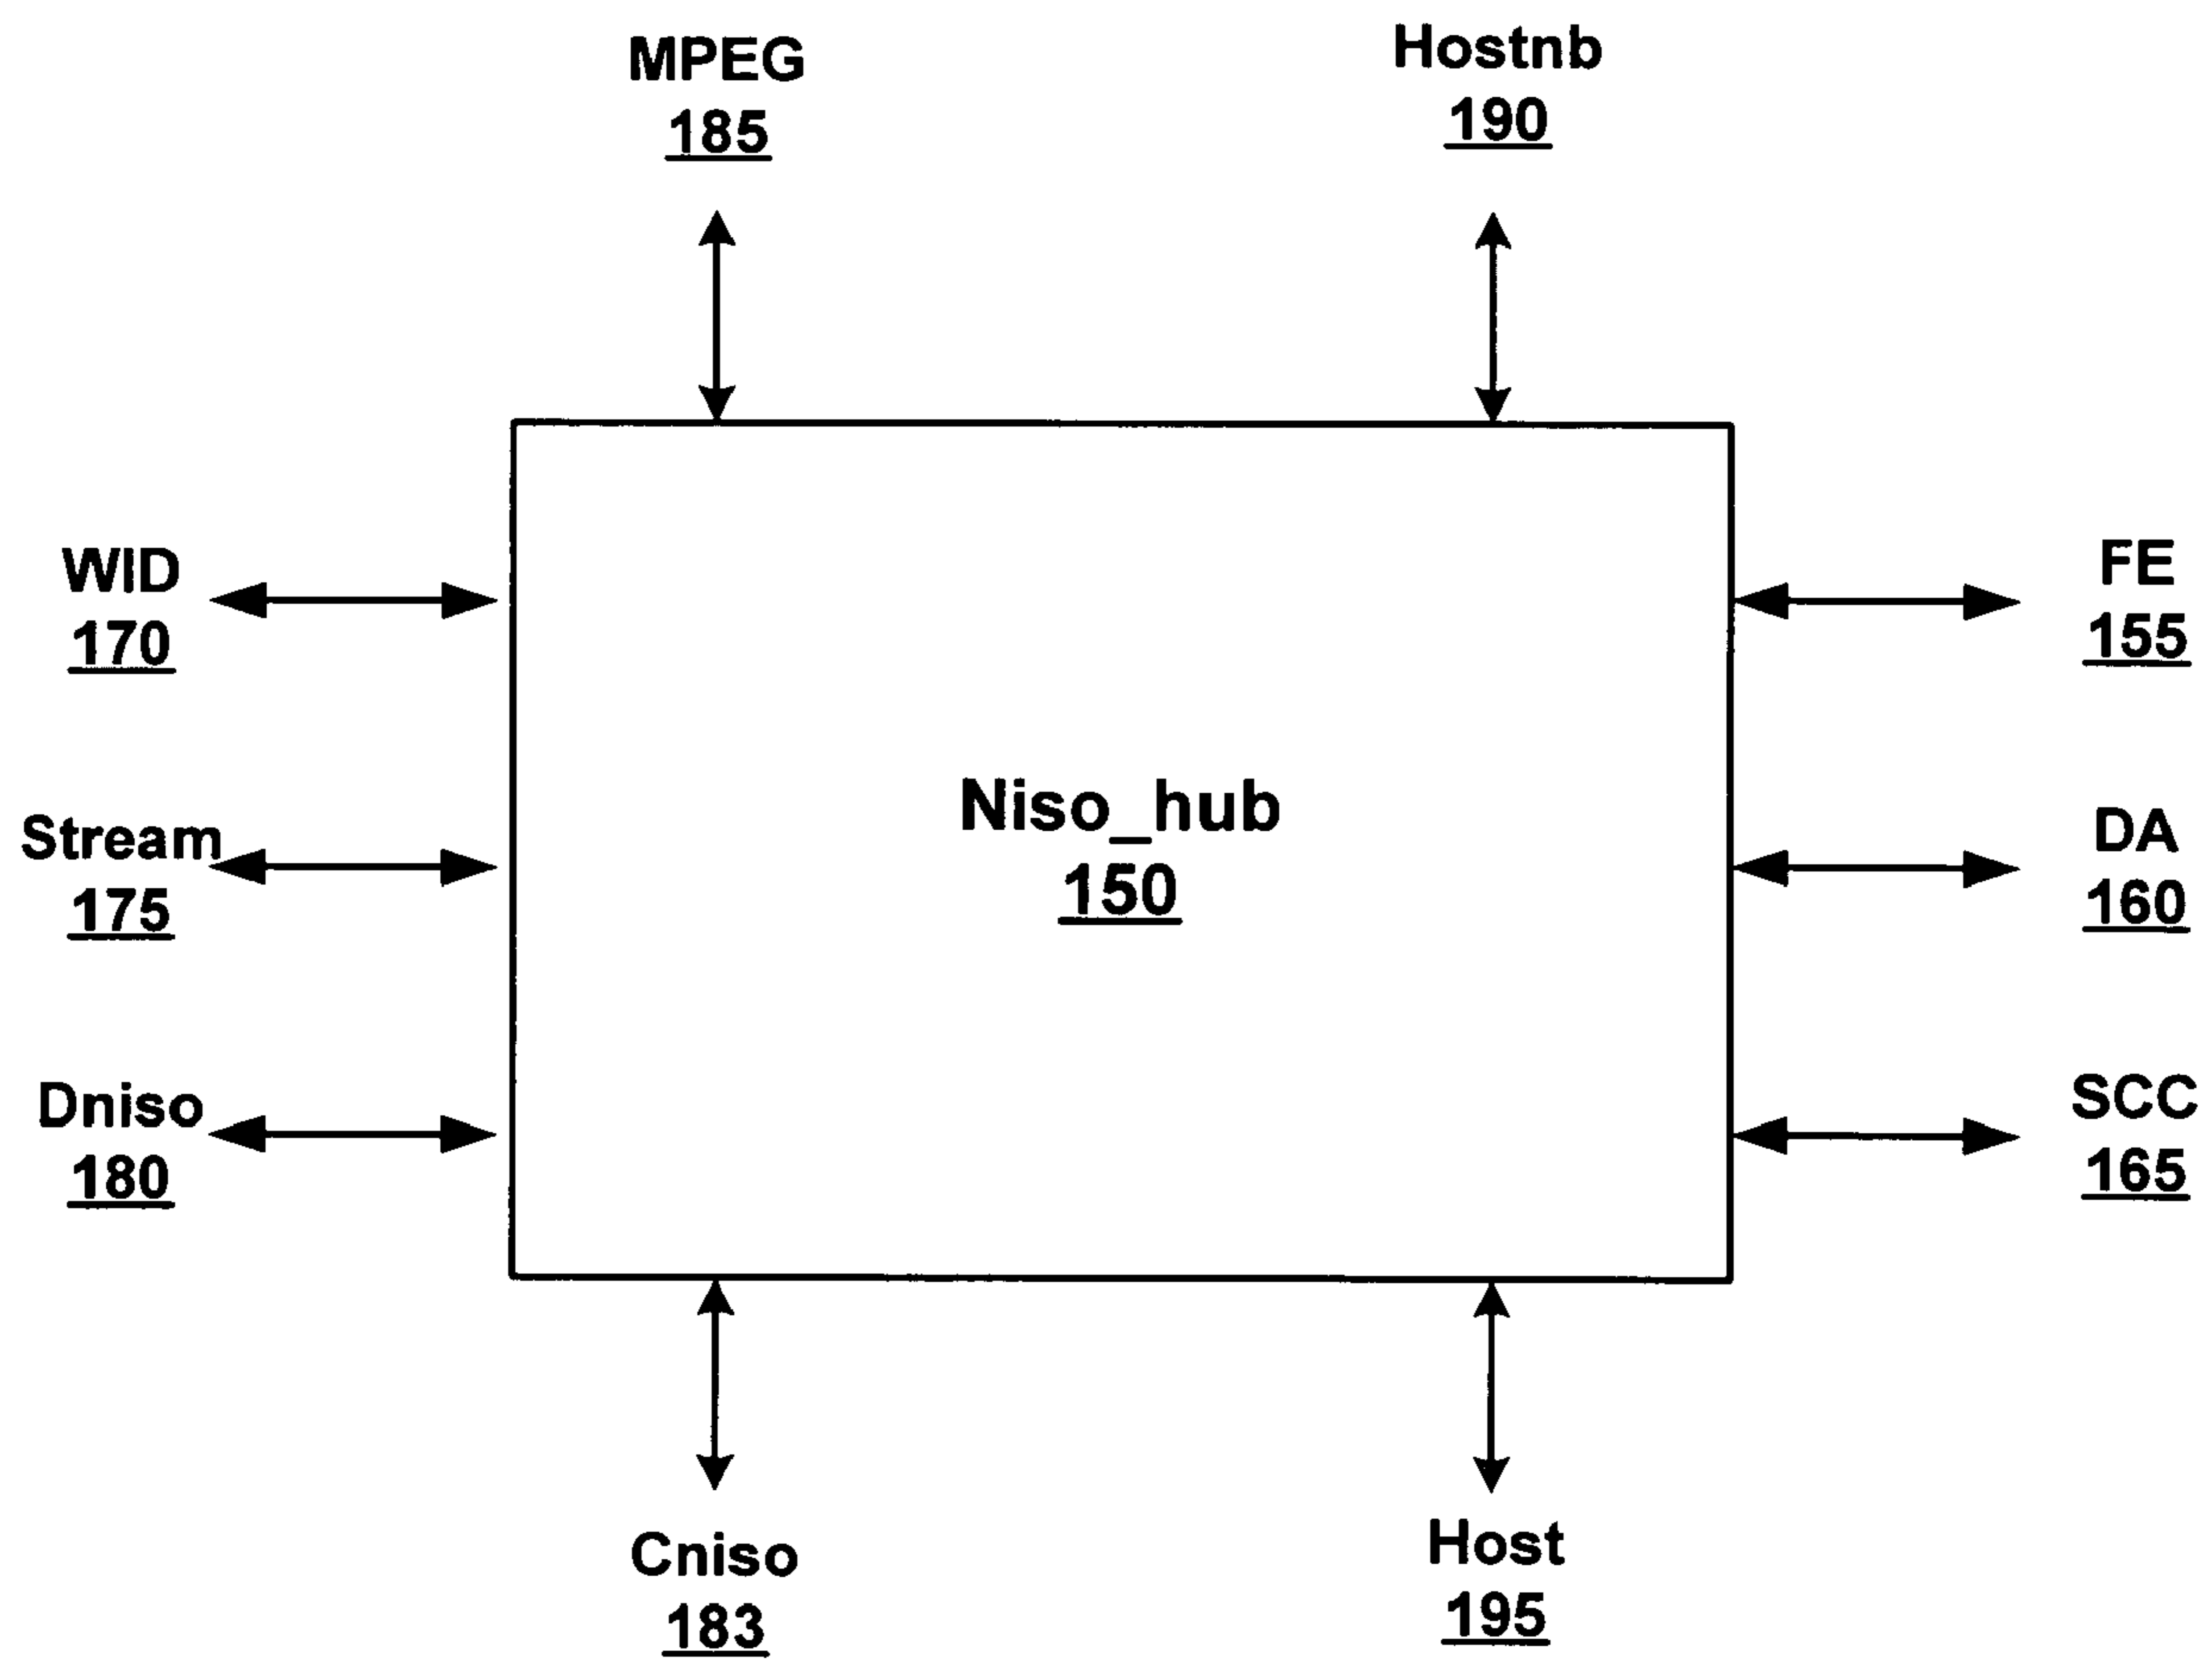 MPEG
185
Hostnb
190
WID
170
FE
155
Stream
175
Niso_hub
150
DA
160
Dniso
180
SCC
165
Cniso
183
Host
195